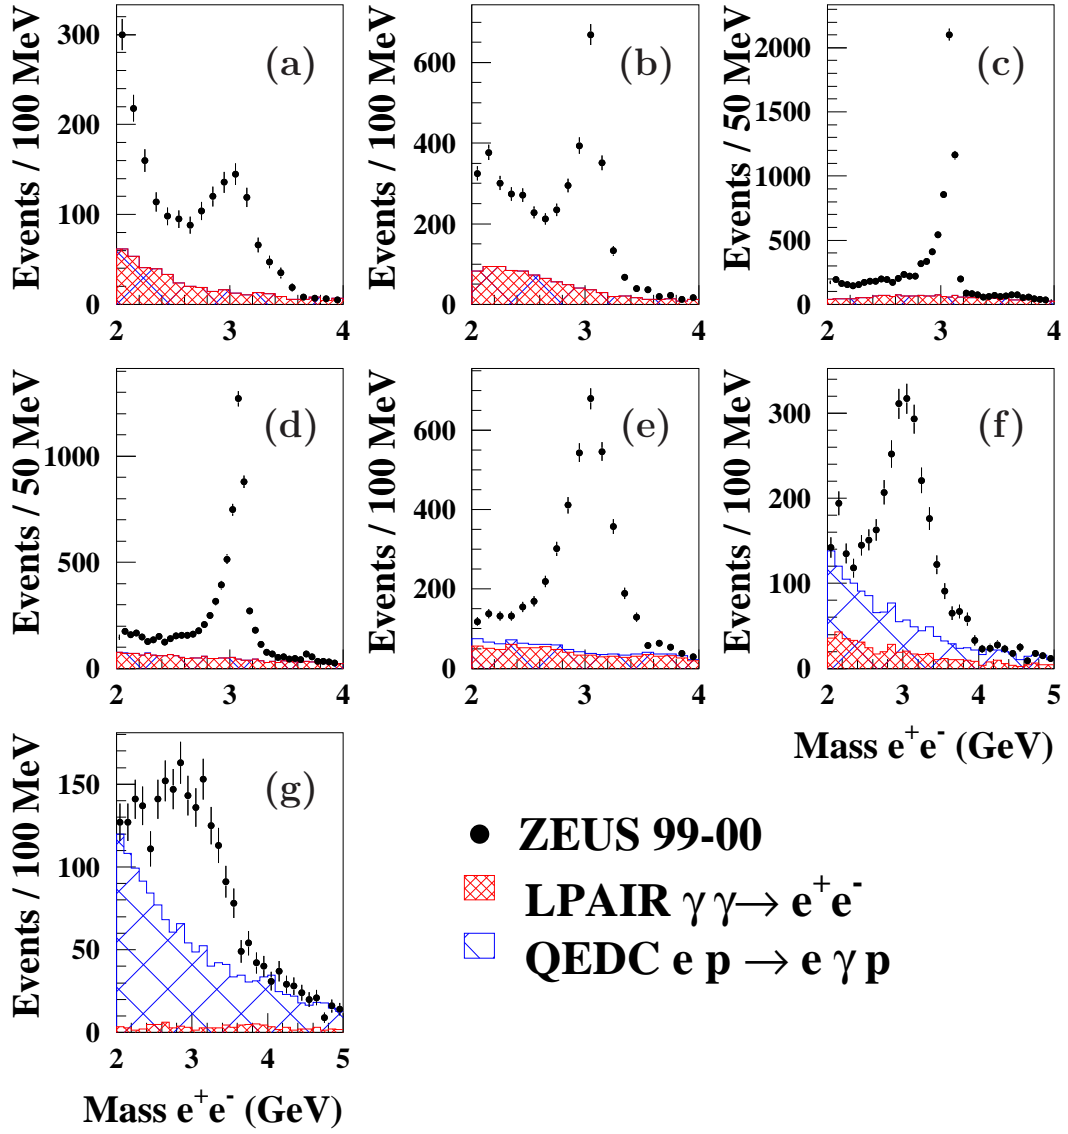 Events / 100 MeV
300
200
100
0
2
3
4
(a)
Events / 100 MeV
600
400
200
0
2
3
4
(b)
Events / 50 MeV
2000
1500
1000
500
0
2
3
4
(c)
Events / 50 MeV
1000
500
0
2
3
4
(d)
Events / 100 MeV
600
400
200
0
2
3
4
(e)
Events / 100 MeV
300
200
100
0
2
3
4
5
(f)
Mass e⁺e⁻ (GeV)
Events / 100 MeV
150
100
50
0
2
3
4
5
(g)
Mass e⁺e⁻ (GeV)
ZEUS 99-00
LPAIR γ γ→ e⁺e⁻
QEDC e p → e γ p